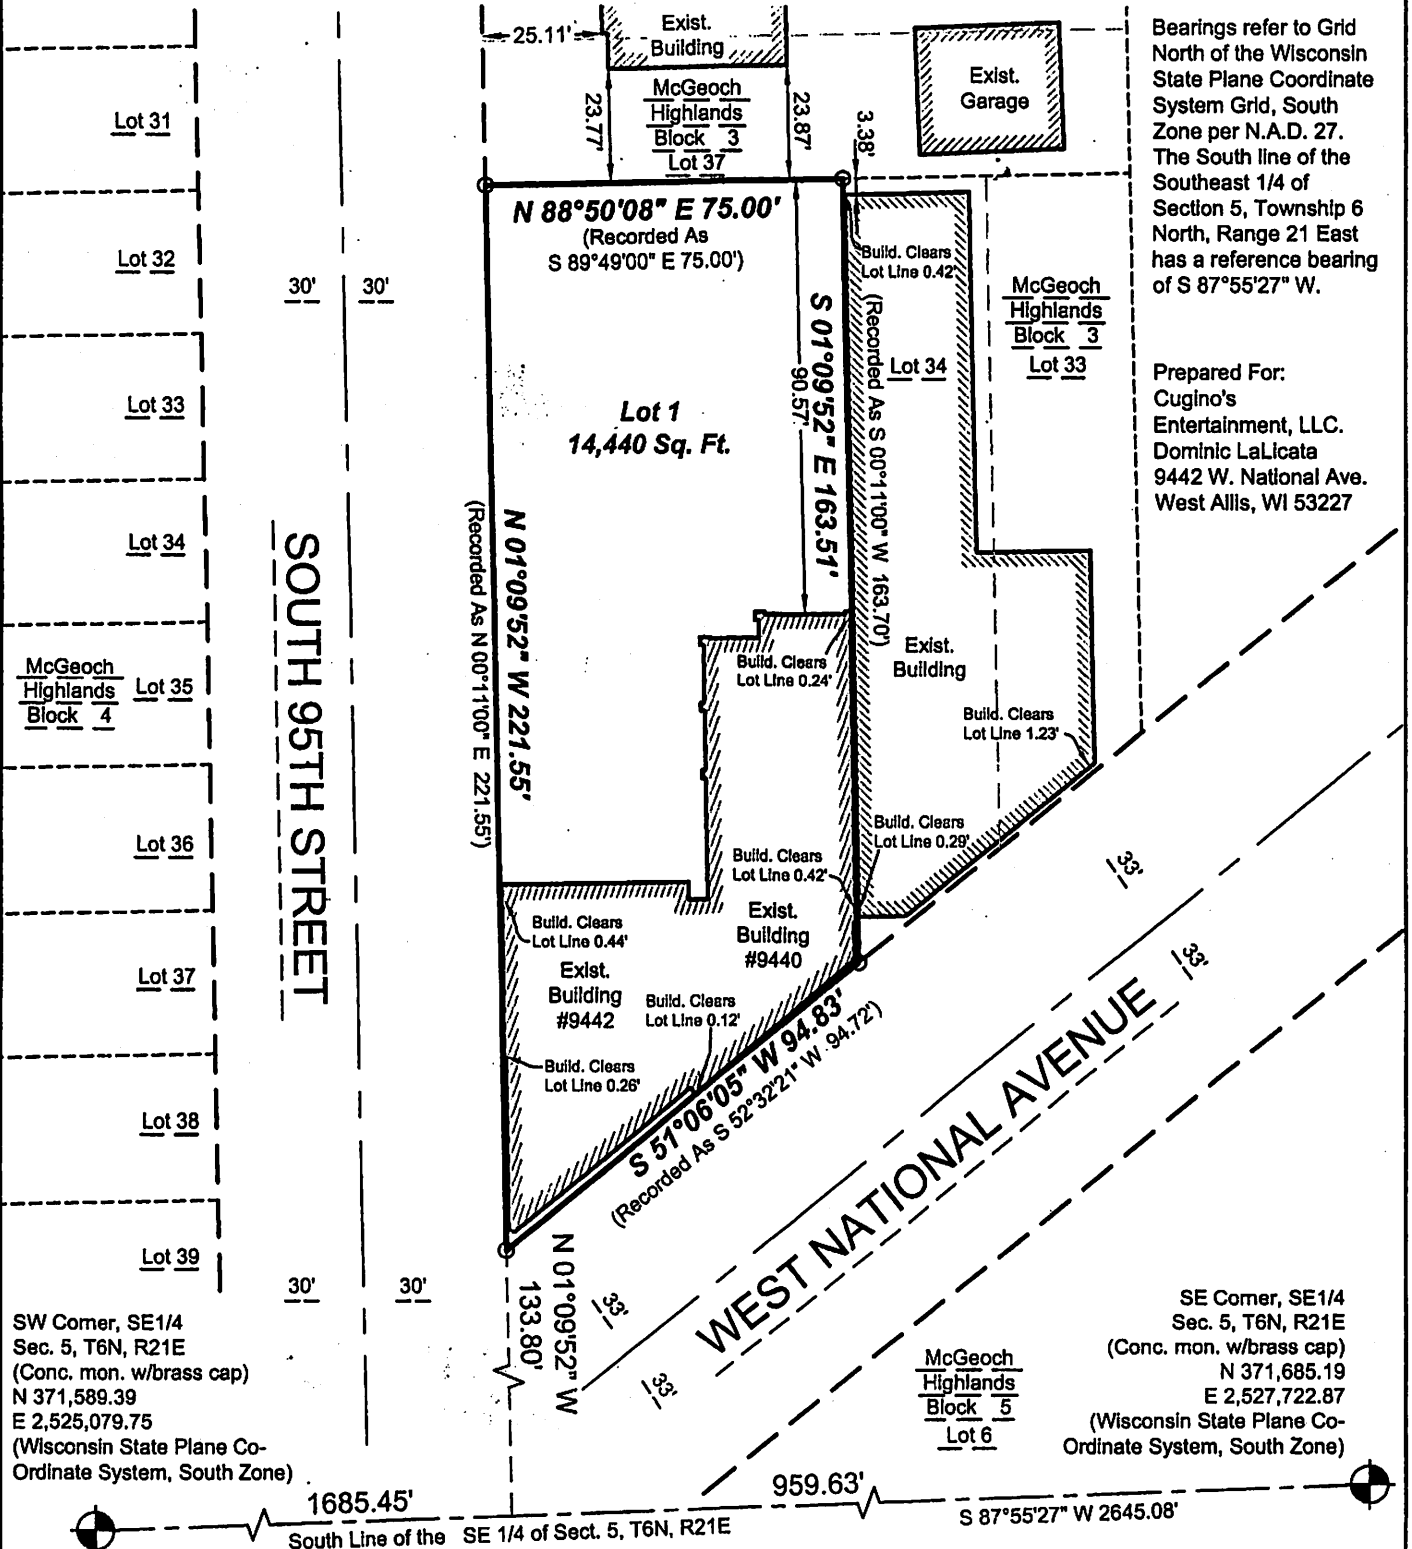 25.11'
Exist.
Building
Exist.
Garage
Bearings refer to Grid
North of the Wisconsin
State Plane Coordinate
System Grid, South
Zone per N.A.D. 27.
The South line of the
Southeast 1/4 of
Section 5, Township 6
North, Range 21 East
has a reference bearing
of S 87°55'27" W.
23.77'
McGeoch
Highlands
Block 3
Lot 37
23.87'
3.38'
Lot 31
N 88°50'08" E 75.00'
(Recorded As
S 89°49'00" E 75.00')
Lot 32
30'
30'
Build. Clears
Lot Line 0.42'
McGeoch
Highlands
Block 3
Lot 33
Lot 34
Prepared For:
Cugino's
Entertainment, LLC.
Dominic LaLicata
9442 W. National Ave.
West Allis, WI 53227
Lot 33
Lot 1
14,440 Sq. Ft.
90.57'
S 01°09'52" E 163.51'
(Recorded As S 00°11'00" W 163.70')
Lot 34
SOUTH 95TH STREET
(Recorded As N 00°11'00" E 221.55')
N 01°09'52" W 221.55'
McGeoch
Highlands
Block 4
Lot 35
Build. Clears
Lot Line 0.24'
Exist.
Building
Build. Clears
Lot Line 1.23'
Lot 36
Build. Clears
Lot Line 0.29'
Build. Clears
Lot Line 0.42'
33'
Exist.
Building
#9440
Build. Clears
Lot Line 0.44'
Lot 37
Exist.
Building
#9442
Build. Clears
Lot Line 0.12'
33'
S 51°06'05" W 94.83'
(Recorded As S 52°32'21" W 94.72')
Build. Clears
Lot Line 0.26'
Lot 38
WEST NATIONAL AVENUE
Lot 39
30'
30'
N 01°09'52" W
133.80'
33'
33'
SW Corner, SE1/4
Sec. 5, T6N, R21E
(Conc. mon. w/brass cap)
N 371,589.39
E 2,525,079.75
(Wisconsin State Plane Co-
Ordinate System, South Zone)
McGeoch
Highlands
Block 5
Lot 6
SE Corner, SE1/4
Sec. 5, T6N, R21E
(Conc. mon. w/brass cap)
N 371,685.19
E 2,527,722.87
(Wisconsin State Plane Co-
Ordinate System, South Zone)
1685.45'
959.63'
South Line of the SE 1/4 of Sect. 5, T6N, R21E
S 87°55'27" W 2645.08'